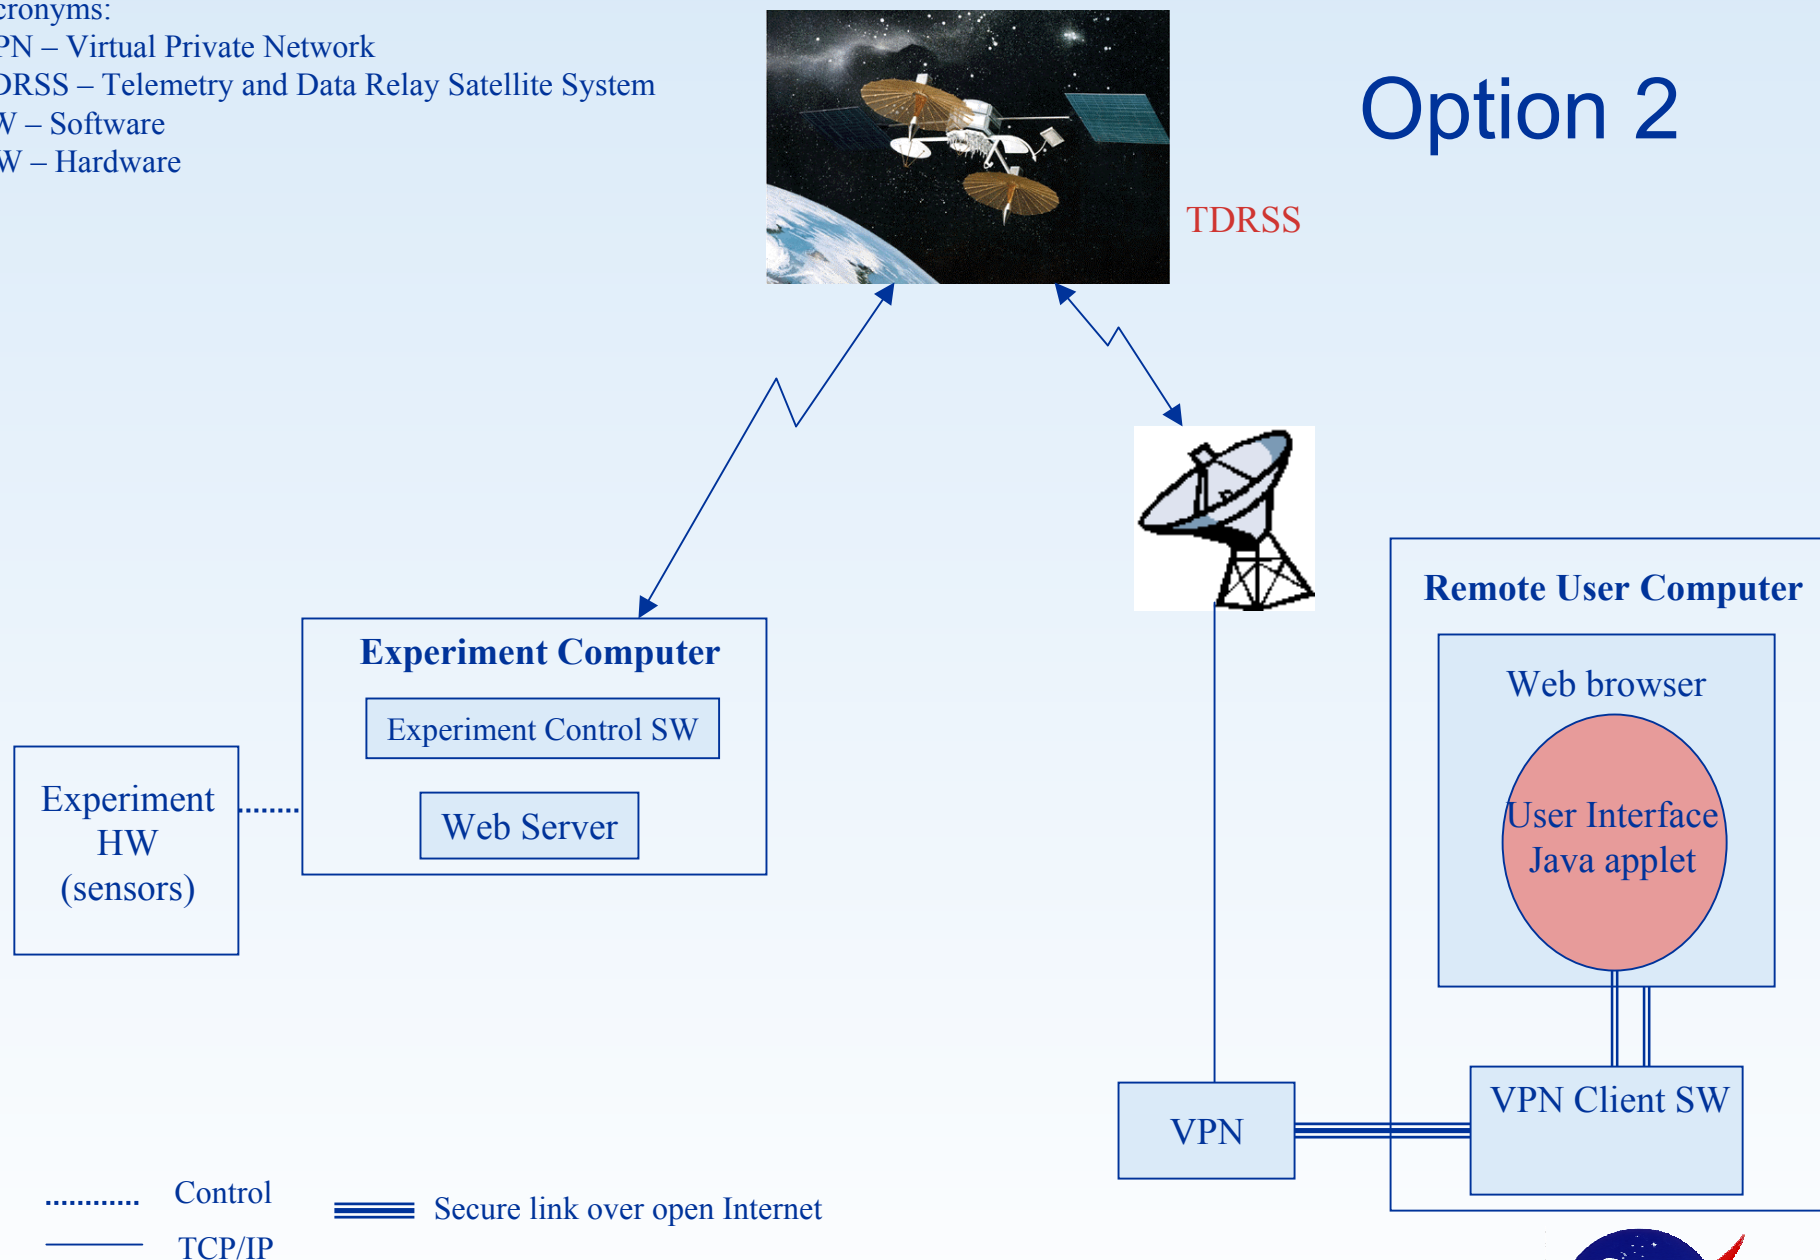 cronyms:
PN – Virtual Private Network
DRSS – Telemetry and Data Relay Satellite System
W – Software
W – Hardware
Option 2
TDRSS
Remote User Computer
Web browser
User Interface
Java applet
VPN Client SW
VPN
Experiment Computer
Experiment Control SW
Web Server
Experiment
HW
(sensors)
Control
Secure link over open Internet
TCP/IP